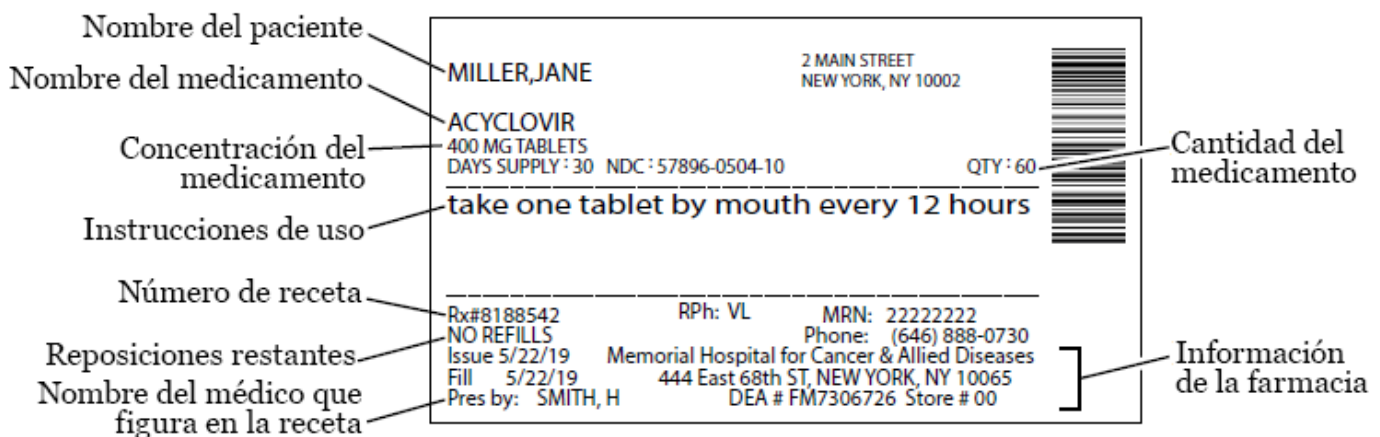 Nombre del paciente
Nombre del medicamento
Concentración del
medicamento
Instrucciones de uso
Número de receta
Reposiciones restantes
Nombre del médico que
figura en la receta
MILLER,JANE
2 MAIN STREET
NEW YORK, NY 10002
ACYCLOVIR
400 MG TABLETS
DAYS SUPPLY : 30 NDC : 57896-0504-10 QTY : 60
take one tablet by mouth every 12 hours
Rx#8188542 RPh: VL MRN: 22222222
NO REFILLS Phone: (646) 888-0730
Issue 5/22/19 Memorial Hospital for Cancer & Allied Diseases
Fill 5/22/19 444 East 68th ST, NEW YORK, NY 10065
Pres by: SMITH, H DEA # FM7306726 Store # 00
Cantidad del
medicamento
Información
de la farmacia